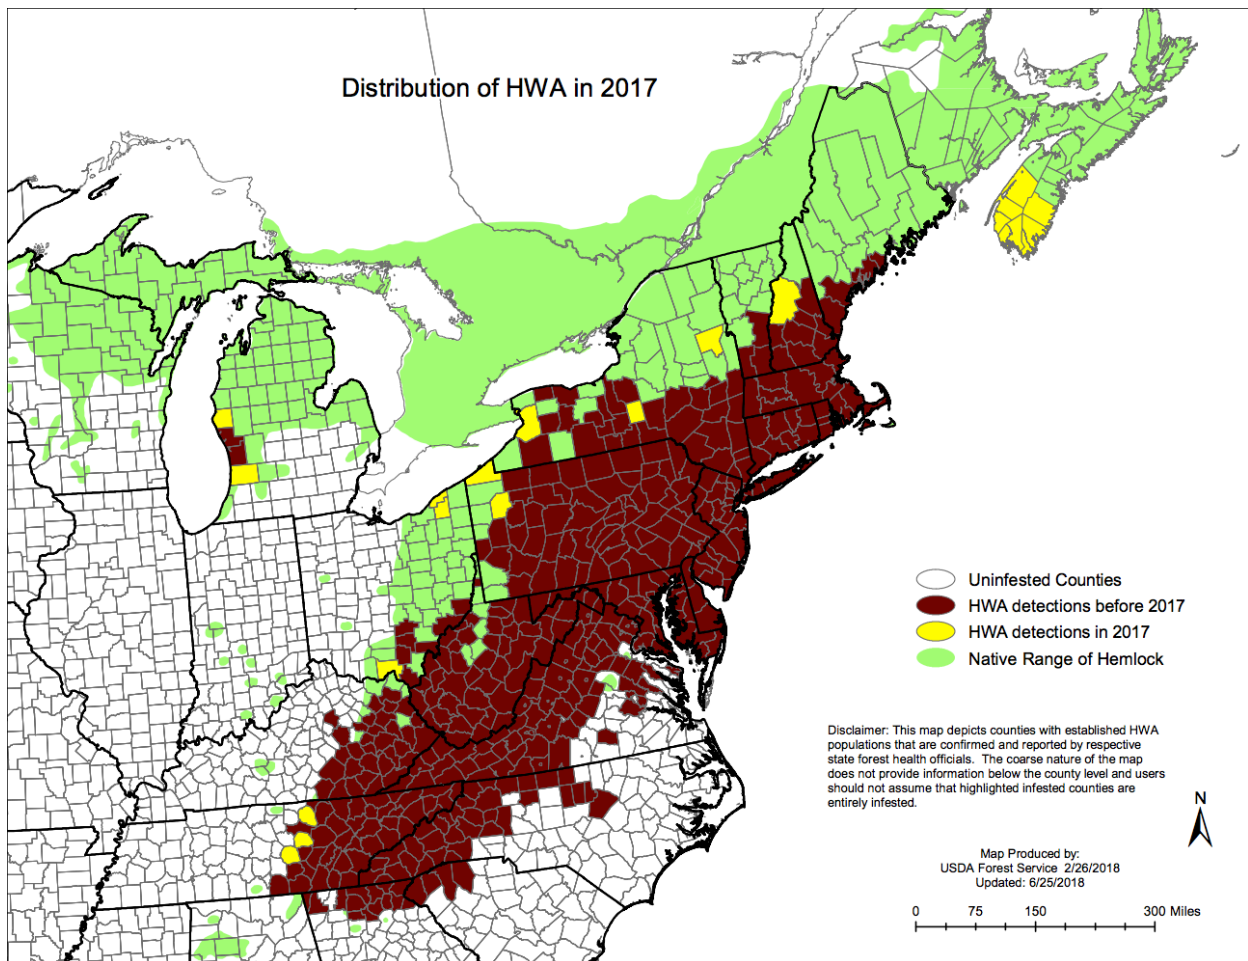 Distribution of HWA in 2017
Uninfested Counties
HWA detections before 2017
HWA detections in 2017
Native Range of Hemlock
Disclaimer: This map depicts counties with established HWA
populations that are confirmed and reported by respective
state forest health officials. The coarse nature of the map
does not provide information below the county level and users
should not assume that highlighted infested counties are
entirely infested.
N
Map Produced by:
USDA Forest Service 2/26/2018
Updated: 6/25/2018
0 75 150 300 Miles